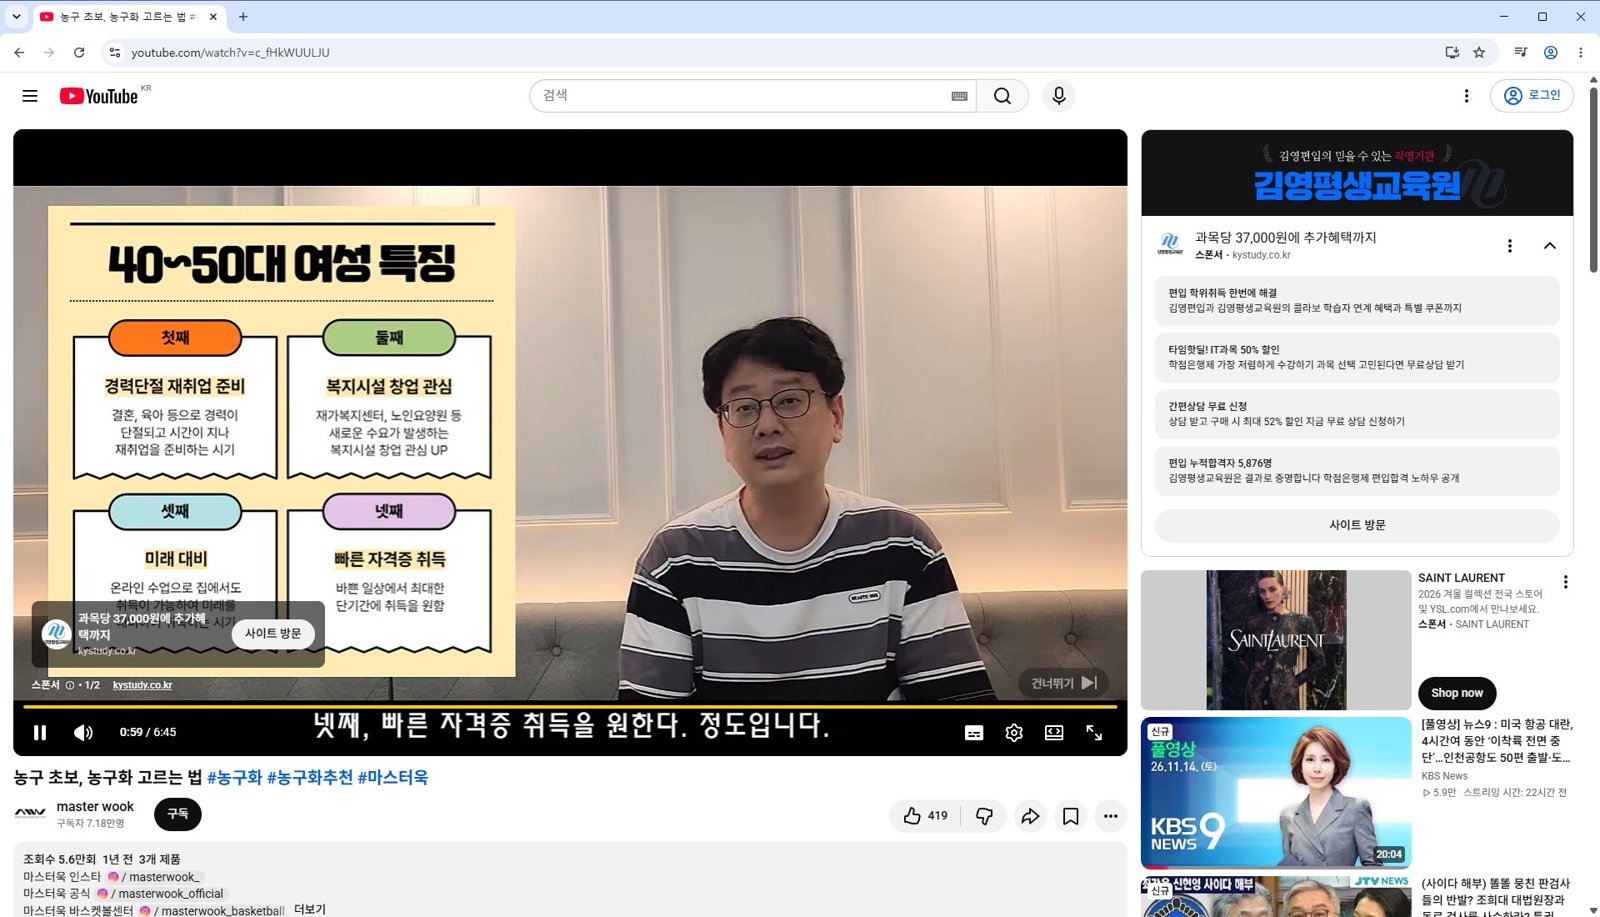 농구 초보, 농구화 고르는 법 #
youtube.com/watch?v=c_fHkWUULJU
YouTube KR
검색
로그인
40~50대 여성 특징
첫째
경력단절 재취업 준비
결혼, 육아 등으로 경력이
단절되고 시간이 지나
재취업을 준비하는 시기
둘째
복지시설 창업 관심
재가복지센터, 노인요양원 등
새로운 수요가 발생하는
복지시설 창업 관심 UP
셋째
미래 대비
온라인 수업으로 집에서도
취득이 가능하여 미래를
넷째
빠른 자격증 취득
바쁜 일상에서 최대한
단기간에 취득을 원함
과목당 37,000원에 추가혜
택까지
kystudy.co.kr
사이트 방문
스폰서 · 1/2 kystudy.co.kr
건너뛰기
넷째, 빠른 자격증 취득을 원한다. 정도입니다.
0:59 / 6:45
농구 초보, 농구화 고르는 법 #농구화 #농구화추천 #마스터욱
master wook
구독자 7.18만명
구독
419
조회수 5.6만회 1년 전 3개 제품
마스터욱 인스타 / masterwook_
마스터욱 공식 / masterwook_official
마스터욱 바스켓볼센터 / masterwook_basketball 더보기
김영편입의 믿을 수 있는 직영기관
김영평생교육원
과목당 37,000원에 추가혜택까지
스폰서 · kystudy.co.kr
편입 학위취득 한번에 해결
김영편입과 김영평생교육원의 콜라보 학습자 연계 혜택과 특별 쿠폰까지
타임핫딜! IT과목 50% 할인
학점은행제 가장 저렴하게 수강하기 과목 선택 고민된다면 무료상담 받기
간편상담 무료 신청
상담 받고 구매 시 최대 52% 할인 지금 무료 상담 신청하기
편입 누적합격자 5,876명
김영평생교육원은 결과로 증명합니다 학점은행제 편입합격 노하우 공개
사이트 방문
SAINT LAURENT
SAINT LAURENT
2026 겨울 컬렉션 전국 스토어
및 YSL.com에서 만나보세요.
스폰서 · SAINT LAURENT
Shop now
신규
풀영상
26.11.14.(토)
KBS
NEWS 9
20:04
[풀영상] 뉴스9 : 미국 항공 대란,
4시간여 동안 ‘이착륙 전면 중
단’…인천공항도 50편 출발·도…
KBS News
5.9만 스트리밍 시간: 22시간 전
신현영 사이다 해부
신규
JTV NEWS
(사이다 해부) 똘똘 뭉친 판검사
들의 반발? 조희대 대법원장과